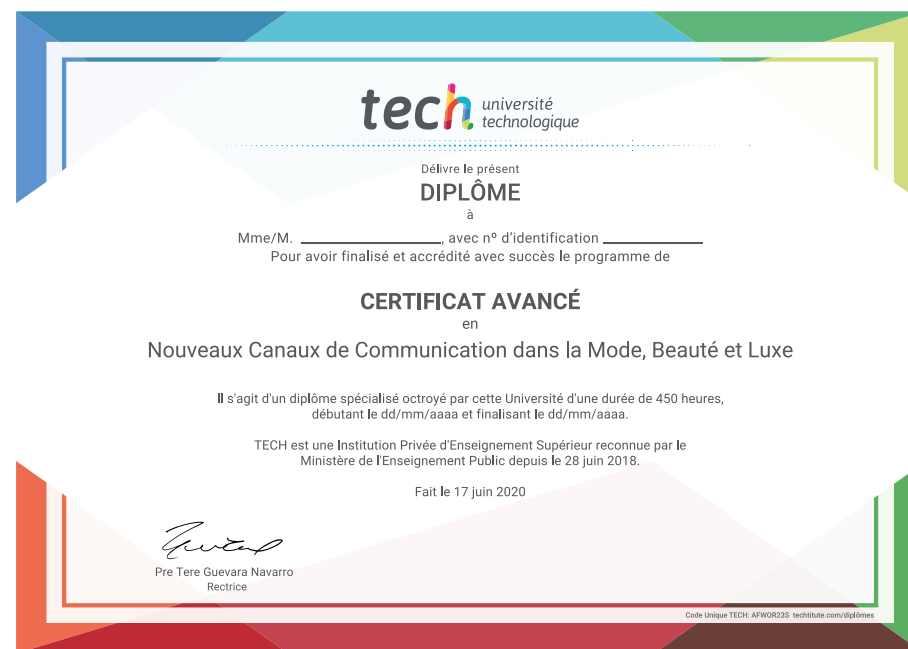 tech université
technologique
Délivre le présent
DIPLÔME
à
Mme/M. ____________________, avec nº d'identification ______________
Pour avoir finalisé et accrédité avec succès le programme de
CERTIFICAT AVANCÉ
en
Nouveaux Canaux de Communication dans la Mode, Beauté et Luxe
Il s'agit d'un diplôme spécialisé octroyé par cette Université d'une durée de 450 heures,
débutant le dd/mm/aaaa et finalisant le dd/mm/aaaa.
TECH est une Institution Privée d'Enseignement Supérieur reconnue par le
Ministère de l'Enseignement Public depuis le 28 juin 2018.
Fait le 17 juin 2020
Pre Tere Guevara Navarro
Rectrice
Code Unique TECH: AFWOR23S techtitute.com/diplômes